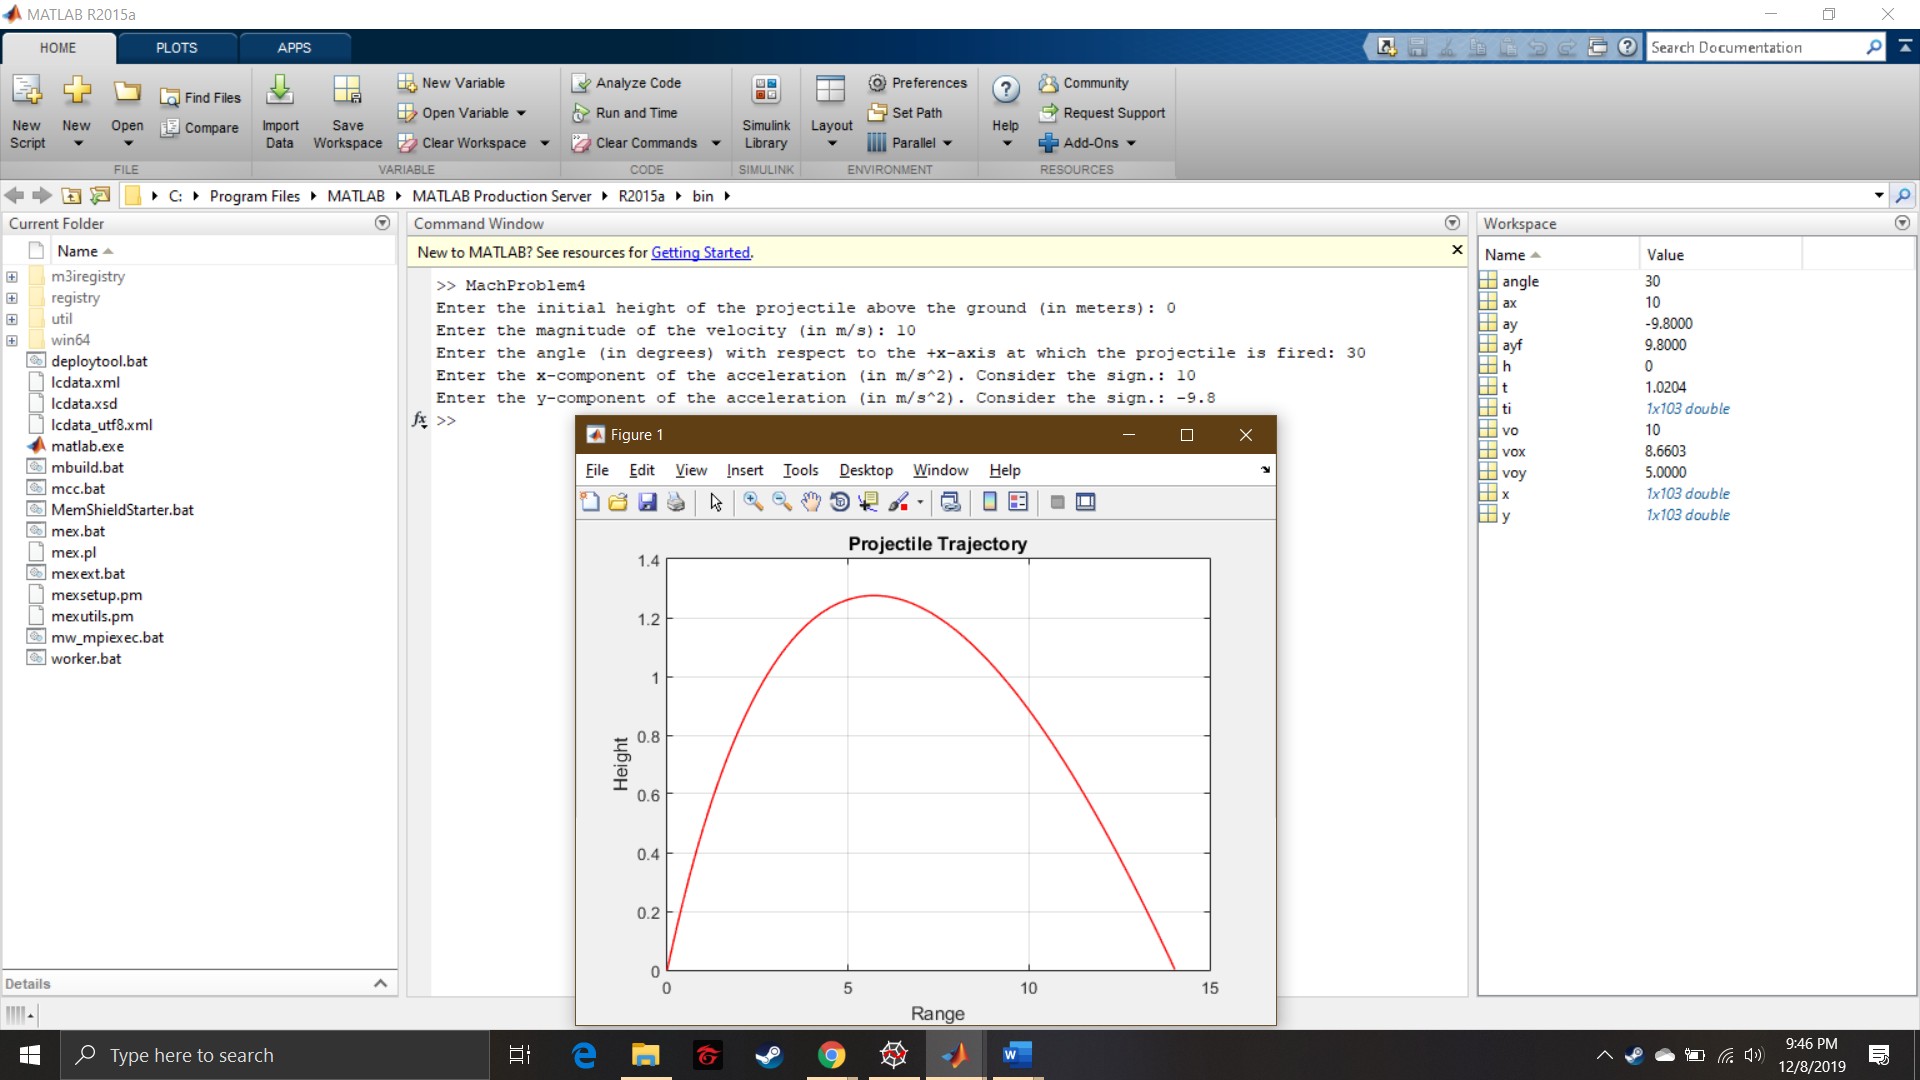 MATLAB R2015a
HOME
PLOTS
APPS
Search Documentation
New Script
New
Open
Find Files
Compare
Import Data
Save Workspace
New Variable
Open Variable
Clear Workspace
Analyze Code
Run and Time
Clear Commands
Simulink Library
Layout
Preferences
Set Path
Parallel
Help
Community
Request Support
Add-Ons
FILE
VARIABLE
CODE
SIMULINK
ENVIRONMENT
RESOURCES
C: Program Files MATLAB MATLAB Production Server R2015a bin
Current Folder
Name
m3iregistry
registry
util
win64
deploytool.bat
lcdata.xml
lcdata.xsd
lcdata_utf8.xml
matlab.exe
mbuild.bat
mcc.bat
MemShieldStarter.bat
mex.bat
mex.pl
mexext.bat
mexsetup.pm
mexutils.pm
mw_mpiexec.bat
worker.bat
Details
Command Window
New to MATLAB? See resources for Getting Started.
>> MachProblem4
Enter the initial height of the projectile above the ground (in meters): 0
Enter the magnitude of the velocity (in m/s): 10
Enter the angle (in degrees) with respect to the +x-axis at which the projectile is fired: 30
Enter the x-component of the acceleration (in m/s^2). Consider the sign.: 10
Enter the y-component of the acceleration (in m/s^2). Consider the sign.: -9.8
fx >>
Figure 1
File Edit View Insert Tools Desktop Window Help
Projectile Trajectory
1.4
1.2
1
0.8
0.6
0.4
0.2
0
Height
0 5 10 15
Range
Workspace
Name Value
angle 30
ax 10
ay -9.8000
ayf 9.8000
h 0
t 1.0204
ti 1x103 double
vo 10
vox 8.6603
voy 5.0000
x 1x103 double
y 1x103 double
Type here to search
9:46 PM
12/8/2019